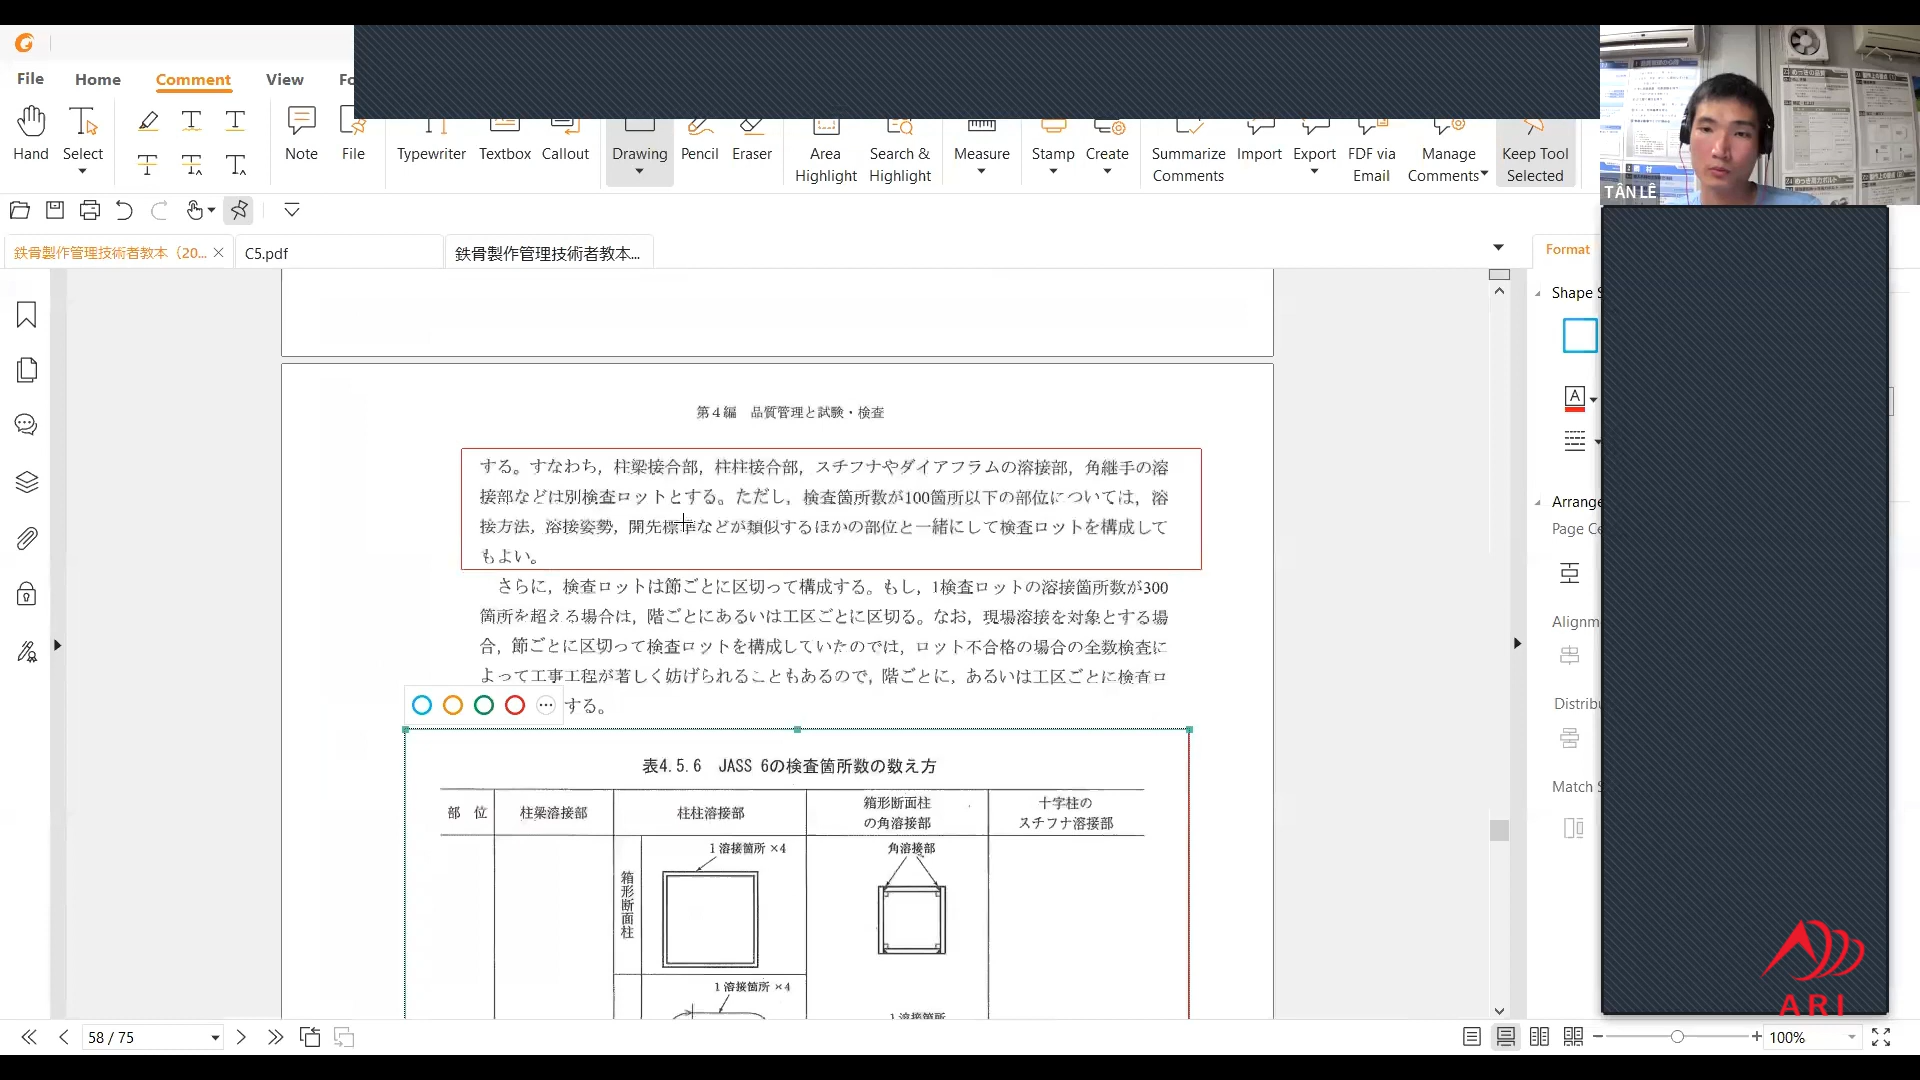 File Home Comment View Fo
Hand Select Note File Typewriter Textbox Callout Drawing Pencil Eraser Area Highlight Search & Highlight Measure Stamp Create Summarize Comments Import Export FDF via Email Manage Comments Keep Tool Selected
TÂN LÊ
鉄骨製作管理技術者教本（20... C5.pdf 鉄骨製作管理技術者教本...
Format
Shape S
Arrange
Page Ce
Alignm
Distribu
Match S
第4編 品質管理と試験・検査
する。すなわち，柱梁接合部，柱柱接合部，スチフナやダイアフラムの溶接部，角継手の溶
接部などは別検査ロットとする。ただし，検査箇所数が100箇所以下の部位については，溶
接方法，溶接姿勢，開先標準などが類似するほかの部位と一緒にして検査ロットを構成して
もよい。
さらに，検査ロットは節ごとに区切って構成する。もし，1検査ロットの溶接箇所数が300
箇所を超える場合は，階ごとにあるいは工区ごとに区切る。なお，現場溶接を対象とする場
合，節ごとに区切って検査ロットを構成していたのでは，ロット不合格の場合の全数検査に
よって工事工程が著しく妨げられることもあるので，階ごとに，あるいは工区ごとに検査ロ
する。
表4.5.6 JASS 6の検査箇所数の数え方
部 位 柱梁溶接部 柱柱溶接部 箱形断面柱の角溶接部 十字柱のスチフナ溶接部
1溶接箇所 ×4
角溶接部
箱形断面柱
1溶接箇所 ×4
1溶接箇所
ARI
58 / 75
100%